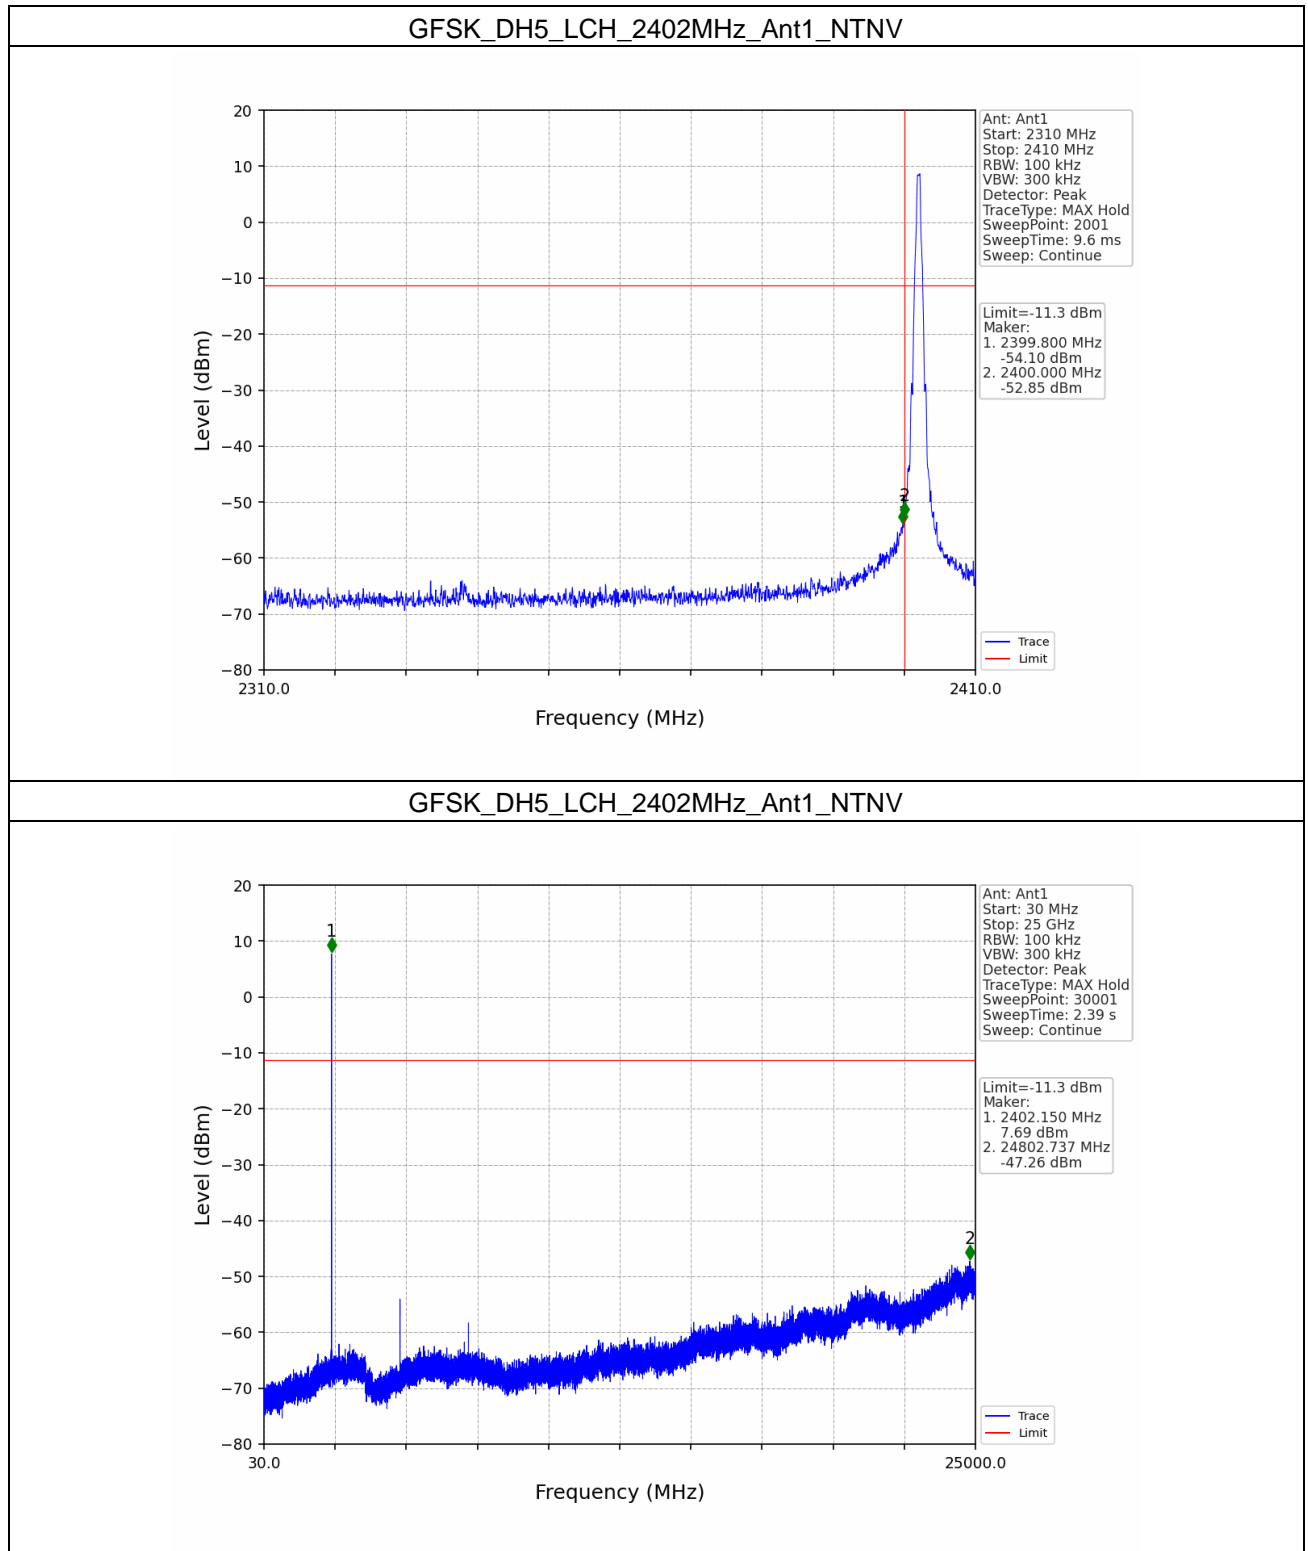 GFSK_DH5_LCH_2402MHz_Ant1_NTNV
20
10
0
−10
−20
−30
−40
−50
−60
−70
−80
Level (dBm)
2310.0
2410.0
Frequency (MHz)
2
Ant: Ant1
Start: 2310 MHz
Stop: 2410 MHz
RBW: 100 kHz
VBW: 300 kHz
Detector: Peak
TraceType: MAX Hold
SweepPoint: 2001
SweepTime: 9.6 ms
Sweep: Continue
Limit=-11.3 dBm
Maker:
1. 2399.800 MHz
-54.10 dBm
2. 2400.000 MHz
-52.85 dBm
Trace
Limit
GFSK_DH5_LCH_2402MHz_Ant1_NTNV
20
10
0
−10
−20
−30
−40
−50
−60
−70
−80
Level (dBm)
30.0
25000.0
Frequency (MHz)
1
2
Ant: Ant1
Start: 30 MHz
Stop: 25 GHz
RBW: 100 kHz
VBW: 300 kHz
Detector: Peak
TraceType: MAX Hold
SweepPoint: 30001
SweepTime: 2.39 s
Sweep: Continue
Limit=-11.3 dBm
Maker:
1. 2402.150 MHz
7.69 dBm
2. 24802.737 MHz
-47.26 dBm
Trace
Limit